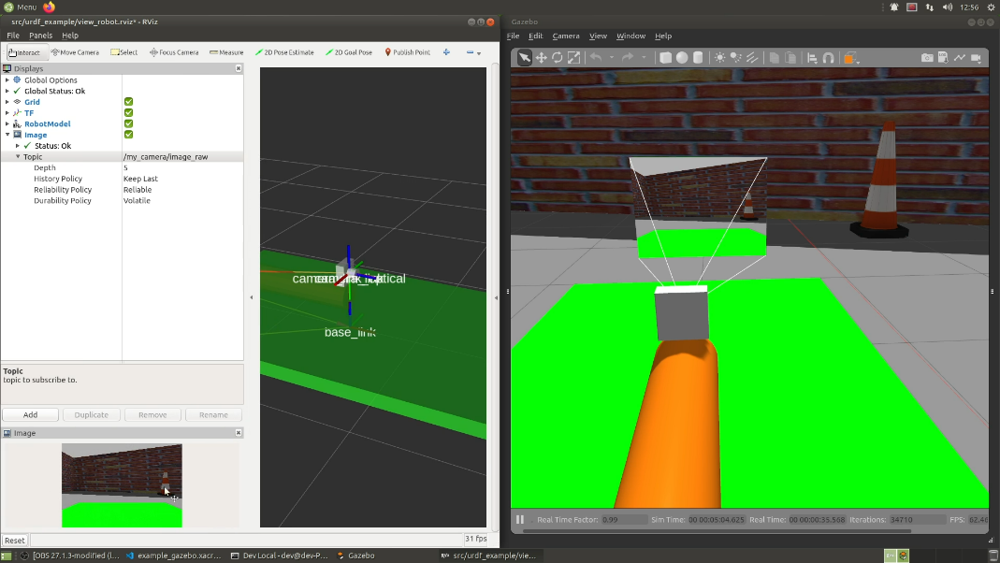 Menu
12:56
src/urdf_example/view_robot.rviz* - RViz
File Panels Help
Interact Move Camera Select Focus Camera Measure 2D Pose Estimate 2D Goal Pose Publish Point
Displays
Global Options
Global Status: Ok
Grid
TF
RobotModel
Image
Status: Ok
Topic /my_camera/image_raw
Depth 5
History Policy Keep Last
Reliability Policy Reliable
Durability Policy Volatile
Topic
topic to subscribe to.
Add Duplicate Remove Rename
Image
Reset
31 fps
base_link
Gazebo
File Edit Camera View Window Help
Real Time Factor: 0.99 Sim Time: 00 00:05:04.625 Real Time: 00 00:00:35.568 Iterations: 34710 FPS: 62.46
[OBS 27.1.3-modified (l... example_gazebo.xacr... Dev Local - dev@dev-P... Gazebo src/urdf_example/vie...